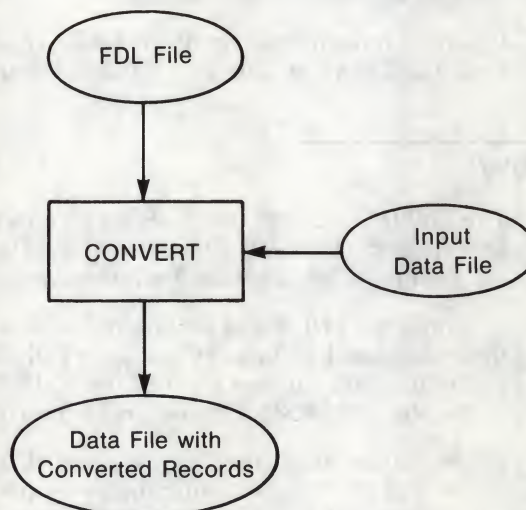 FDL File
CONVERT
Input
Data File
Data File with
Converted Records